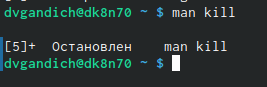 dvgandich@dk8n70 ~ $ man kill
[5]+  Остановлен    man kill
dvgandich@dk8n70 ~ $